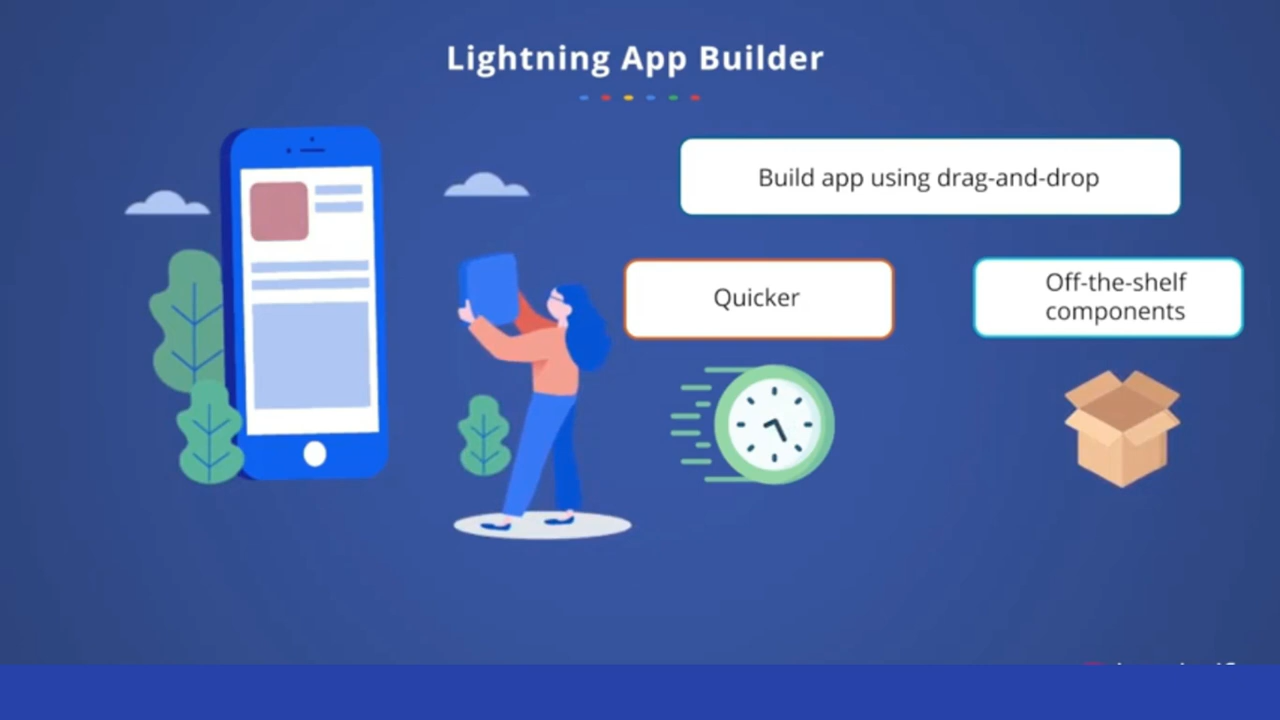 Lightning App Builder
Build app using drag-and-drop
Quicker
Off-the-shelf
components